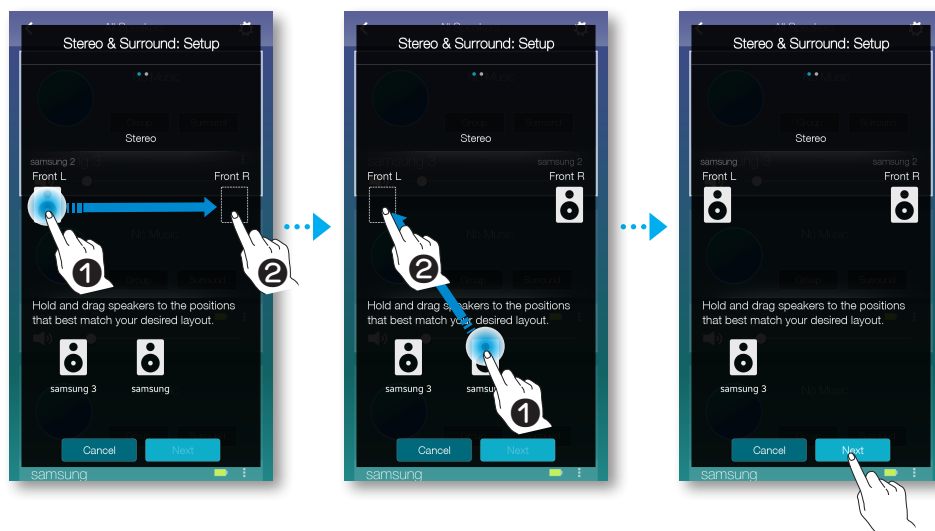 Stereo & Surround: Setup
Stereo
samsung 2
Front L
Front R
1
2
Hold and drag speakers to the positions
that best match your desired layout.
samsung 3
samsung
Cancel
Next
samsung
Stereo & Surround: Setup
Stereo
samsung 2
Front L
Front R
2
Hold and drag speakers to the positions
that best match your desired layout.
samsung 3
1
Cancel
Next
samsung
Stereo & Surround: Setup
Stereo
samsung
samsung 2
Front L
Front R
Hold and drag speakers to the positions
that best match your desired layout.
samsung 3
Cancel
Next
samsung